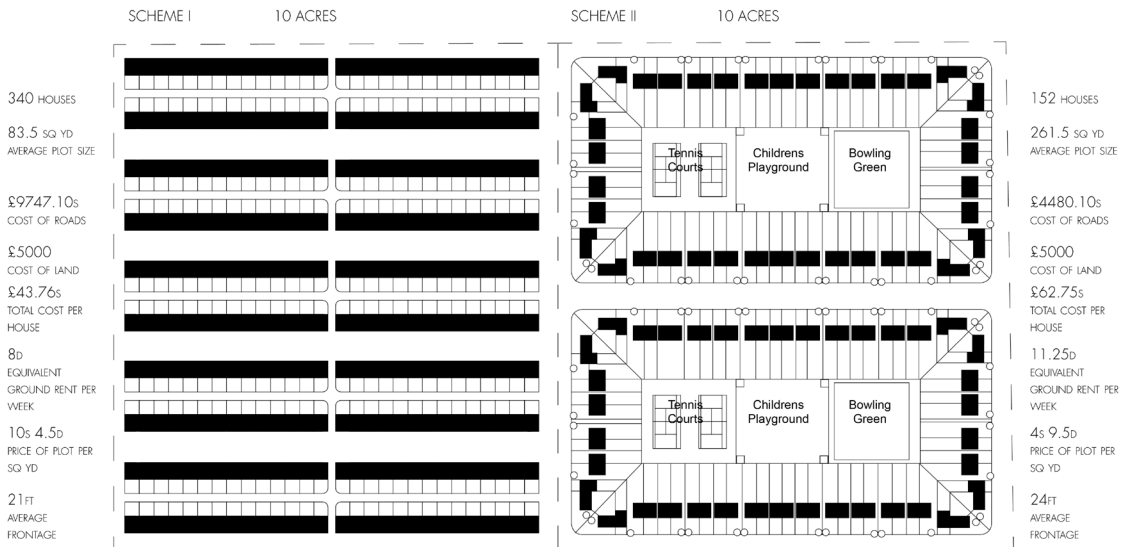 SCHEME I 10 ACRES
340 HOUSES
83.5 SQ YD
AVERAGE PLOT SIZE
£9747.10S
COST OF ROADS
£5000
COST OF LAND
£43.76S
TOTAL COST PER
HOUSE
8D
EQUIVALENT
GROUND RENT PER
WEEK
10S 4.5D
PRICE OF PLOT PER
SQ YD
21FT
AVERAGE
FRONTAGE
SCHEME II 10 ACRES
Tennis
Courts
Childrens
Playground
Bowling
Green
Tennis
Courts
Childrens
Playground
Bowling
Green
152 HOUSES
261.5 SQ YD
AVERAGE PLOT SIZE
£4480.10S
COST OF ROADS
£5000
COST OF LAND
£62.75S
TOTAL COST PER
HOUSE
11.25D
EQUIVALENT
GROUND RENT PER
WEEK
4S 9.5D
PRICE OF PLOT PER
SQ YD
24FT
AVERAGE
FRONTAGE